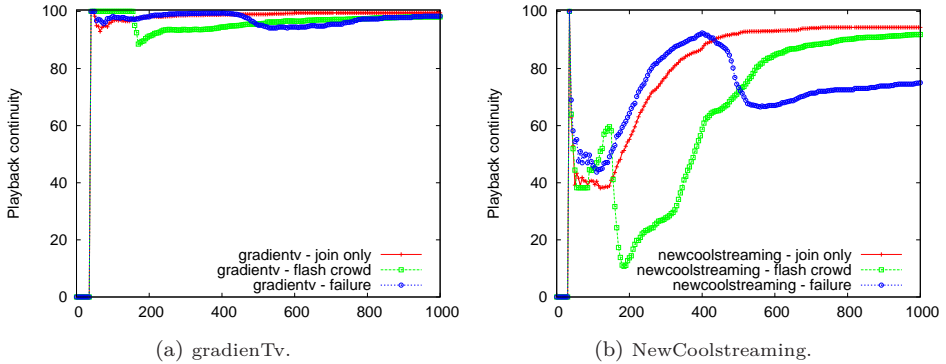 Playback continuity
100
80
60
40
20
0
0
200
400
600
800
1000
gradientv - join only
gradientv - flash crowd
gradientv - failure
(a) gradienTv.
Playback continuity
100
80
60
40
20
0
0
200
400
600
800
1000
newcoolstreaming - join only
newcoolstreaming - flash crowd
newcoolstreaming - failure
(b) NewCoolstreaming.